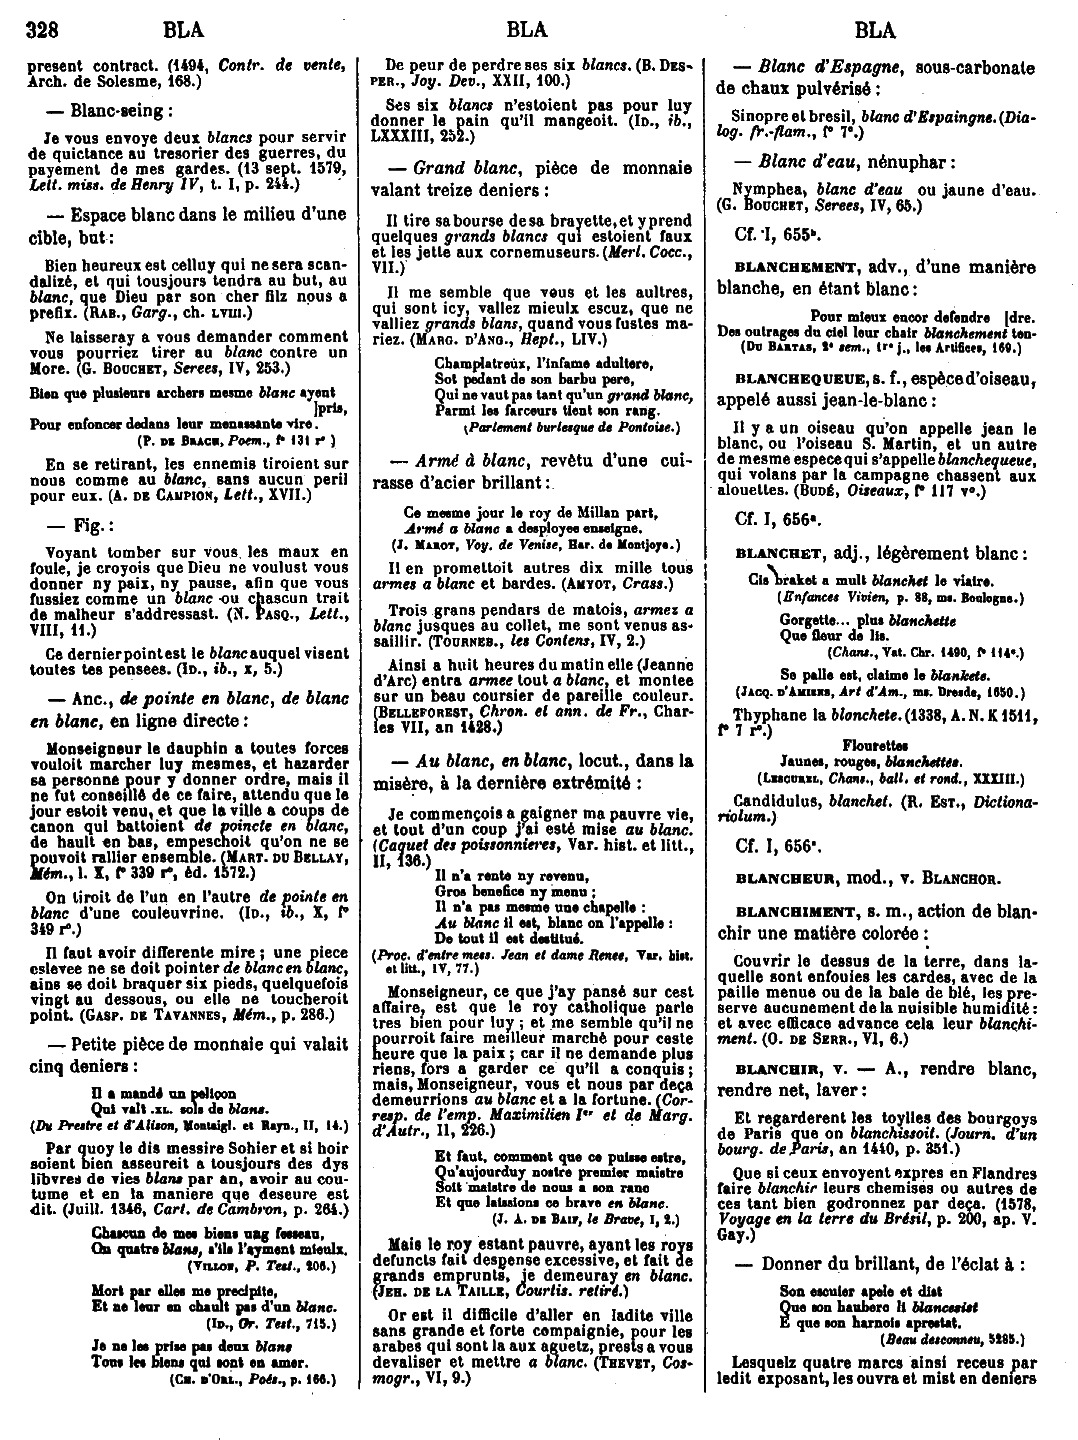 328 BLA BLA BLA
present contract. (1494, Contr. de vente,
Arch. de Solesme, 168.)
— Blanc-seing :
Je vous envoye deux blancs pour servir
de quictance au tresorier des guerres, du
payement de mes gardes. (13 sept. 1579,
Lett. miss. de Henry IV, t. I, p. 244.)
— Espace blanc dans le milieu d'une
cible, but :
Bien heureux est celluy qui ne sera scan-
dalizé, et qui tousjours tendra au but, au
blanc, que Dieu par son cher filz nous a
prefix. (RAB., Garg., ch. LVIII.)
Ne laisseray a vous demander comment
vous pourriez tirer au blanc contre un
More. (G. BOUCHET, Serees, IV, 253.)
Bien que plusieurs archers mesme blanc ayent
[pris,
Pour enfoncer dedans leur menassante viré.
(P. DE BRACH, Poem., f° 131 r° )
En se retirant, les ennemis tiroient sur
nous comme au blanc, sans aucun peril
pour eux. (A. DE CAMPION, Lett., XVII.)
— Fig. :
Voyant tomber sur vous les maux en
foule, je croyois que Dieu ne voulust vous
donner ny paix, ny pause, afin que vous
fussiez comme un blanc ou chascun trait
de malheur s'addressast. (N. PASQ., Lett.,
VIII, 11.)
Ce dernier point est le blanc auquel visent
toutes tes pensees. (ID., ib., X, 5.)
— Anc., de pointe en blanc, de blanc
en blanc, en ligne directe :
Monseigneur le dauphin a toutes forces
vouloit marcher luy mesmes, et hazarder
sa personne pour y donner ordre, mais il
ne fut conseillé de ce faire, attendu que le
jour estoit venu, et que la ville a coups de
canon qui battoient de poincte en blanc,
de hault en bas, empeschoit qu'on ne se
pouvoit rallier ensemble. (MART. DU BELLAY,
Mém., l. X, f° 339 r°, éd. 1572.)
On tiroit de l'un en l'autre de pointe en
blanc d'une couleuvrine. (ID., ib., X, f°
349 r°.)
Il faut avoir differente mire ; une piece
eslevee ne se doit pointer de blanc en blanc,
ains se doit braquer six pieds, quelquefois
vingt au dessous, ou elle ne toucheroit
point. (GASP. DE TAVANNES, Mém., p. 286.)
— Petite pièce de monnaie qui valait
cinq deniers :
Il a mandé un peliçon
Qui valt .XL. sols de blans.
(Du Prestre et d'Alison, Montaigl. et Rayn., II, 14.)
Par quoy le dis messire Sohier et si hoir
soient bien asseureit a tousjours des dys
libvres de vies blans par an, avoir au cou-
tume et en la maniere que deseure est
dit. (Juill. 1346, Cart. de Cambron, p. 264.)
Chascun de mes biens ung fesseau,
Ou quatre blans, s'ilz l'ayment mieulx.
(VILLON, P. Test., 206.)
Mort par elles me precipite,
Et ne leur en chault pas d'un blanc.
(ID., Gr. Test., 715.)
Je ne les prise pas deux blans
Tous les biens qui sont en amer.
(CH. D'ORL., Poés., p. 166.)
De peur de perdre ses six blancs. (B. DES-
PER., Joy. Dev., XXII, 100.)
Ses six blancs n'estoient pas pour luy
donner le pain qu'il mangeoit. (ID., ib.,
LXXXIII, 252.)
— Grand blanc, pièce de monnaie
valant treize deniers :
Il tire sa bourse de sa brayette, et y prend
quelques grands blancs qui estoient faux
et les jette aux cornemuseurs. (Merl. Cocc.,
VII.)
Il me semble que vous et les aultres,
qui sont icy, vallez mieulx escuz, que ne
valliez grands blans, quand vous fustes ma-
riez. (MARG. D'ANG., Hept., LIV.)
Champlatreux, l'infame adultere,
Sot pedant de son barbu pere,
Qui ne vaut pas tant qu'un grand blanc,
Parmi les farceurs tient son rang.
(Parlement burlesque de Pontoise.)
— Armé à blanc, revêtu d'une cui-
rasse d'acier brillant :
Ce mesme jour le roy de Millan part,
Armé a blanc a desployee enseigne.
(J. MAROT, Voy. de Venise, Har. de Montjoye.)
Il en promettoit autres dix mille tous
armes a blanc et bardes. (AMYOT, Crass.)
Trois grans pendars de matois, armez a
blanc jusques au collet, me sont venus as-
saillir. (TOURNEB., les Contens, IV, 2.)
Ainsi a huit heures du matin elle (Jeanne
d'Arc) entra armee tout a blanc, et montee
sur un beau coursier de pareille couleur.
(BELLEFOREST, Chron. et ann. de Fr., Char-
les VII, an 1428.)
— Au blanc, en blanc, locut., dans la
misère, à la dernière extrémité :
Je commençois a gaigner ma pauvre vie,
et tout d'un coup j'ai esté mise au blanc.
(Caquet des poissonnieres, Var. hist. et litt.,
II, 136.)
Il n'a rente ny revenu,
Gros benefice ny menu ;
Il n'a pas mesme une chapelle :
Au blanc il est, blanc on l'appelle :
De tout il est destitué.
(Proc. d'entre mess. Jean et dame Renee, Var. hist.
et litt., IV, 77.)
Monseigneur, ce que j'ay pansé sur cest
affaire, est que le roy catholique parle
tres bien pour luy ; et me semble qu'il ne
pourroit faire meilleur marché pour ceste
heure que la paix ; car il ne demande plus
riens, fors a garder ce qu'il a conquis ;
mais, Monseigneur, vous et nous par deça
demeurrions au blanc et a la fortune. (Cor-
resp. de l'emp. Maximilien Ier et de Marg.
d'Autr., II, 226.)
Et faut, comment que ce puisse estre,
Qu'aujourduy nostre premier maistre
Soit maistre de nous a son ranc
Et que laissions ce brave en blanc.
(J. A. DE BAIF, le Brave, I, 2.)
Mais le roy estant pauvre, ayant les roys
defuncts fait despense excessive, et fait de
grands emprunts, je demeuray en blanc.
(JEH. DE LA TAILLE, Courtis. retiré.)
Or est il difficile d'aller en ladite ville
sans grande et forte compaignie, pour les
arabes qui sont la aux aguetz, prests a vous
devaliser et mettre a blanc. (THEVET, Cos-
mogr., VI, 9.)
— Blanc d'Espagne, sous-carbonate
de chaux pulvérisé :
Sinopre et bresil, blanc d'Espaingne. (Dia-
log. fr.-flam., f° 7°.)
— Blanc d'eau, nénuphar :
Nymphea, blanc d'eau ou jaune d'eau.
(G. BOUCHET, Serees, IV, 65.)
Cf. I, 655ᵇ.
BLANCHEMENT, adv., d'une manière
blanche, en étant blanc :
Pour mieux encor defendre [dre.
Des outrages du ciel leur chair blanchement ten-
(DU BARTAS, 2e sem., 1re j., les Artifices, 169.)
BLANCHEQUEUE, s. f., espèce d'oiseau,
appelé aussi jean-le-blanc :
Il y a un oiseau qu'on appelle jean le
blanc, ou l'oiseau S. Martin, et un autre
de mesme espece qui s'appelle blanchequeue,
qui volans par la campagne chassent aux
alouettes. (BUDÉ, Oiseaux, f° 117 v°.)
Cf. I, 656ᵃ.
BLANCHET, adj., légèrement blanc :
Cis braket a mult blanchet le viaire.
(Enfances Vivien, p. 88, ms. Boulogne.)
Gorgette... plus blanchette
Que fleur de lis.
(Chans., Vat. Chr. 1490, f° 114°.)
Se palle est, claime le blankete.
(JACQ. D'AMIENS, Art d'Am., ms. Dresde, 1650.)
Thyphane la blonchete. (1338, A. N. K 1511,
f° 7 r°.)
Flourettes
Jaunes, rouges, blanchettes.
(LESCUREL, Chans., ball. et rond., XXXIII.)
Candidulus, blanchet. (R. EST., Dictiona-
riolum.)
Cf. I, 656ᵃ.
BLANCHEUR, mod., v. BLANCHOR.
BLANCHIMENT, s. m., action de blan-
chir une matière colorée :
Couvrir le dessus de la terre, dans la-
quelle sont enfouies les cardes, avec de la
paille menue ou de la bale de blé, les pre-
serve aucunement de la nuisible humidité :
et avec efficace advance cela leur blanchi-
ment. (O. DE SERR., VI, 6.)
BLANCHIR, v. — A., rendre blanc,
rendre net, laver :
Et regarderent les toylles des bourgoys
de Paris que on blanchissoit. (Journ. d'un
bourg. de Paris, an 1440, p. 351.)
Que si ceux envoyent expres en Flandres
faire blanchir leurs chemises ou autres de
ces tant bien godronnez par deça. (1578,
Voyage en la terre du Brésil, p. 200, ap. V.
Gay.)
— Donner du brillant, de l'éclat à :
Son escuier apele et dist
Que son haubere li blancesist
E que son harnois aprestat.
(Beau desconneu, 5285.)
Lesquelz quatre marcs ainsi receus par
ledit exposant, les ouvra et mist en deniers